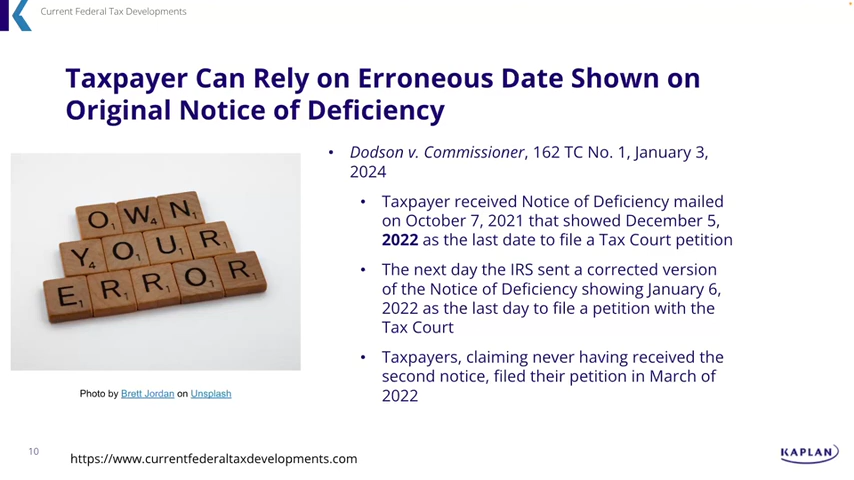 Current Federal Tax Developments
Taxpayer Can Rely on Erroneous Date Shown on
Original Notice of Deficiency
OWN
YOUR
ERROR
Photo by Brett Jordan on Unsplash
• Dodson v. Commissioner, 162 TC No. 1, January 3,
2024
• Taxpayer received Notice of Deficiency mailed
on October 7, 2021 that showed December 5,
2022 as the last date to file a Tax Court petition
• The next day the IRS sent a corrected version
of the Notice of Deficiency showing January 6,
2022 as the last day to file a petition with the
Tax Court
• Taxpayers, claiming never having received the
second notice, filed their petition in March of
2022
10
https://www.currentfederaltaxdevelopments.com
KAPLAN